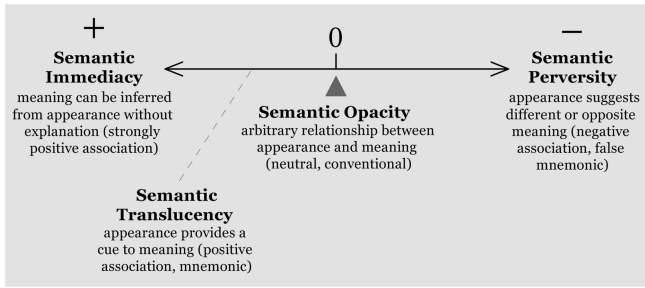 +
0
−
Semantic
Immediacy
meaning can be inferred
from appearance without
explanation (strongly
positive association)
Semantic Opacity
arbitrary relationship between
appearance and meaning
(neutral, conventional)
Semantic
Perversity
appearance suggests
different or opposite
meaning (negative
association, false
mnemonic)
Semantic
Translucency
appearance provides a
cue to meaning (positive
association, mnemonic)